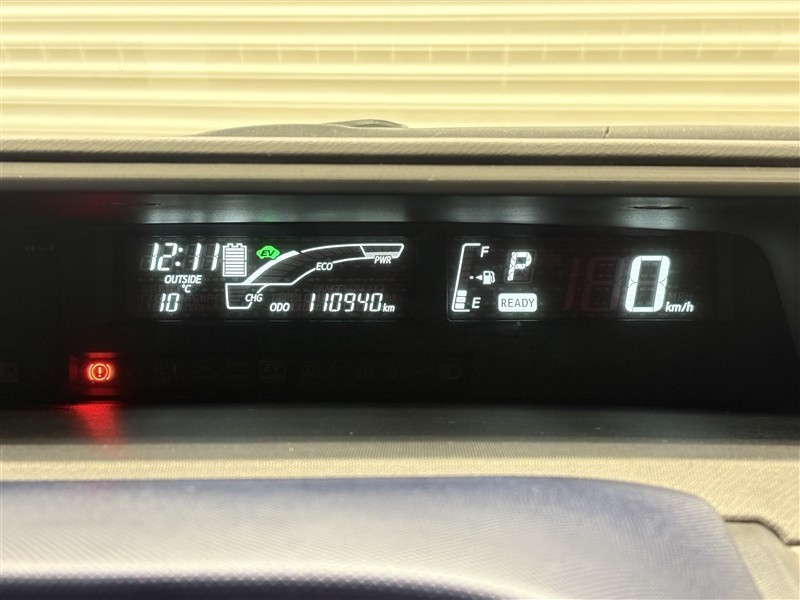 12:11
OUTSIDE
°C
10
EV
ECO
PWR
CHG
ODO 110940 km
F
E
P
READY
0 km/h